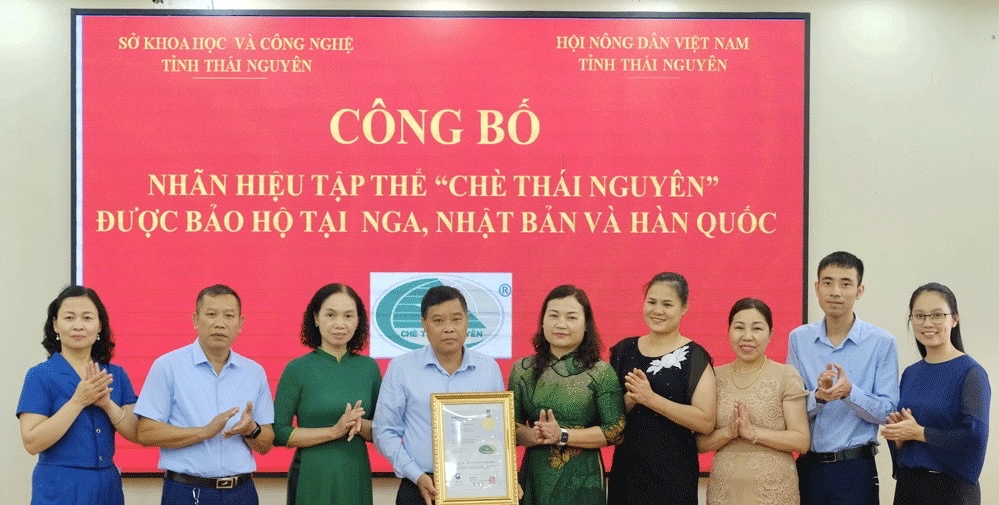 SỞ KHOA HỌC VÀ CÔNG NGHỆ
TỈNH THÁI NGUYÊN
HỘI NÔNG DÂN VIỆT NAM
TỈNH THÁI NGUYÊN
CÔNG BỐ
NHÃN HIỆU TẬP THỂ “CHÈ THÁI NGUYÊN”
ĐƯỢC BẢO HỘ TẠI NGA, NHẬT BẢN VÀ HÀN QUỐC
®
CHÈ